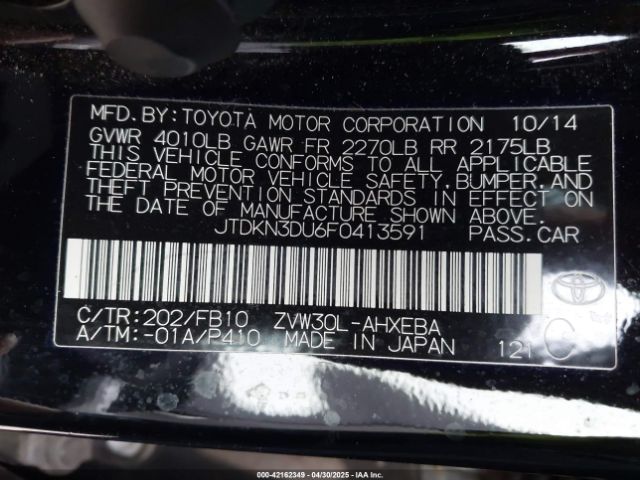 MFD.BY:TOYOTA MOTOR CORPORATION 10/14
GVWR 4010LB GAWR FR 2270LB RR 2175LB
THIS VEHICLE CONFORMS TO ALL APPLICABLE
FEDERAL MOTOR VEHICLE SAFETY,BUMPER,AND
THEFT PREVENTION STANDARDS IN EFFECT ON
THE DATE OF MANUFACTURE SHOWN ABOVE.
JTDKN3DU6F0413591 PASS.CAR
C/TR:202/FB10 ZVW30L-AHXEBA
A/TM:-01A/P410 MADE IN JAPAN 121 C
000-42162349 - 04/30/2025 - IAA Inc.